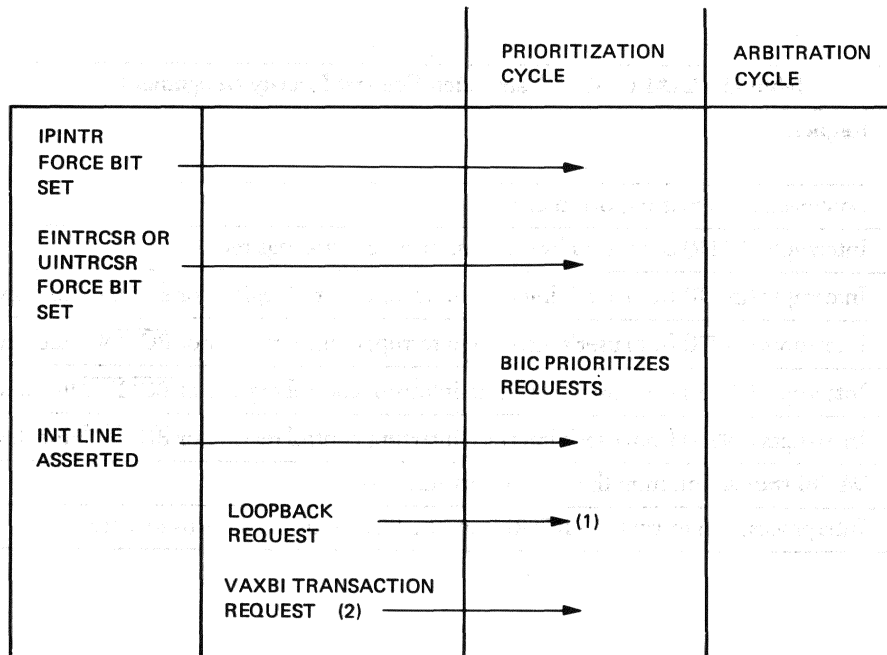 PRIORITIZATION
CYCLE
ARBITRATION
CYCLE
IPINTR
FORCE BIT
SET
EINTRCSR OR
UINTRCSR
FORCE BIT
SET
BIIC PRIORITIZES
REQUESTS
INT LINE
ASSERTED
LOOPBACK
REQUEST
(1)
VAXBI TRANSACTION
REQUEST (2)